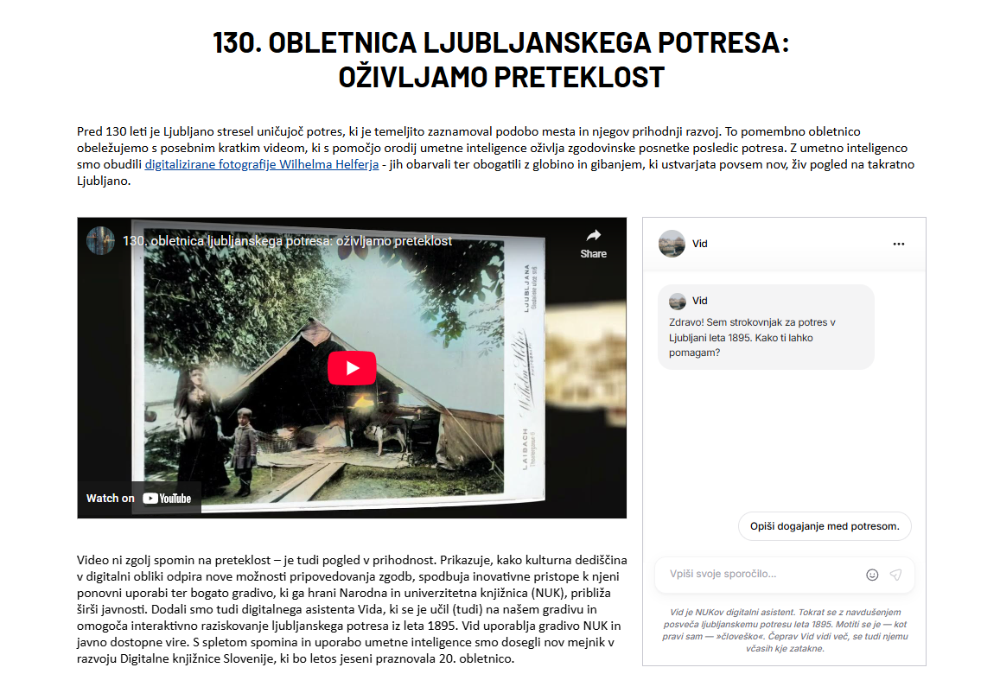 130. OBLETNICA LJUBLJANSKEGA POTRESA:
OŽIVLJAMO PRETEKLOST
Pred 130 leti je Ljubljano stresel uničujoč potres, ki je temeljito zaznamoval podobo mesta in njegov prihodnji razvoj. To pomembno obletnico
obeležujemo s posebnim kratkim videom, ki s pomočjo orodij umetne inteligence oživlja zgodovinske posnetke posledic potresa. Z umetno inteligenco
smo obudili digitalizirane fotografije Wilhelma Helferja - jih obarvali ter obogatili z globino in gibanjem, ki ustvarjata povsem nov, živ pogled na takratno
Ljubljano.
130. obletnica ljubljanskega potresa: oživljamo preteklost
Share
LJUBLJANA
Wilhelm Helfer
LAIBACH
Watch on YouTube
Vid
Vid
Zdravo! Sem strokovnjak za potres v
Ljubljani leta 1895. Kako ti lahko
pomagam?
Opiši dogajanje med potresom.
Vpiši svoje sporočilo...
Vid je NUKov digitalni asistent. Tokrat se z navdušenjem
posveča ljubljanskemu potresu leta 1895. Motiti se je — kot
pravi sam — »človeško«. Čeprav Vid vidi več, se tudi njemu
včasih kje zatakne.
Video ni zgolj spomin na preteklost – je tudi pogled v prihodnost. Prikazuje, kako kulturna dediščina
v digitalni obliki odpira nove možnosti pripovedovanja zgodb, spodbuja inovativne pristope k njeni
ponovni uporabi ter bogato gradivo, ki ga hrani Narodna in univerzitetna knjižnica (NUK), približa
širši javnosti. Dodali smo tudi digitalnega asistenta Vida, ki se je učil (tudi) na našem gradivu in
omogoča interaktivno raziskovanje ljubljanskega potresa iz leta 1895. Vid uporablja gradivo NUK in
javno dostopne vire. S spletom spomina in uporabo umetne inteligence smo dosegli nov mejnik v
razvoju Digitalne knjižnice Slovenije, ki bo letos jeseni praznovala 20. obletnico.